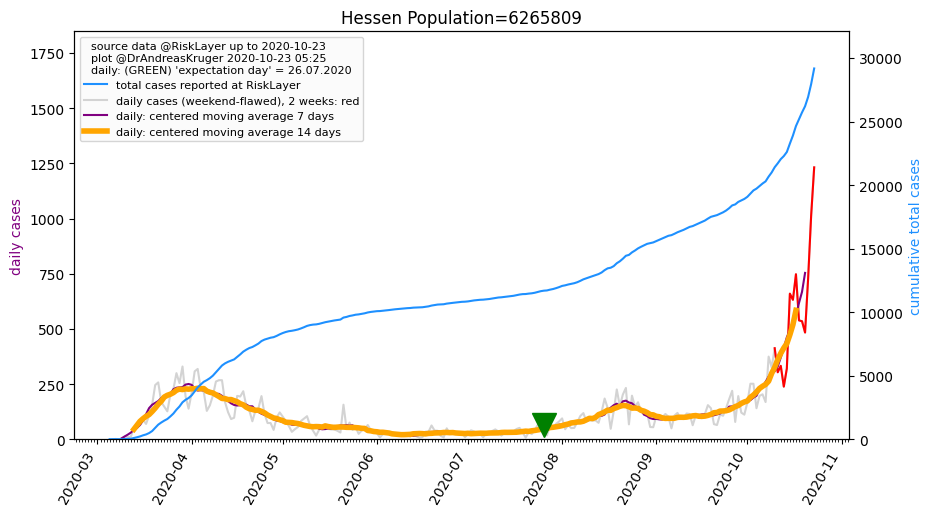 Hessen Population=6265809
source data @RiskLayer up to 2020-10-23
plot @DrAndreasKruger 2020-10-23 05:25
daily: (GREEN) 'expectation day' = 26.07.2020
total cases reported at RiskLayer
daily cases (weekend-flawed), 2 weeks: red
daily: centered moving average 7 days
daily: centered moving average 14 days
daily cases
1750
1500
1250
1000
750
500
250
0
30000
25000
20000
15000
10000
5000
0
cumulative total cases
2020-03
2020-04
2020-05
2020-06
2020-07
2020-08
2020-09
2020-10
2020-11